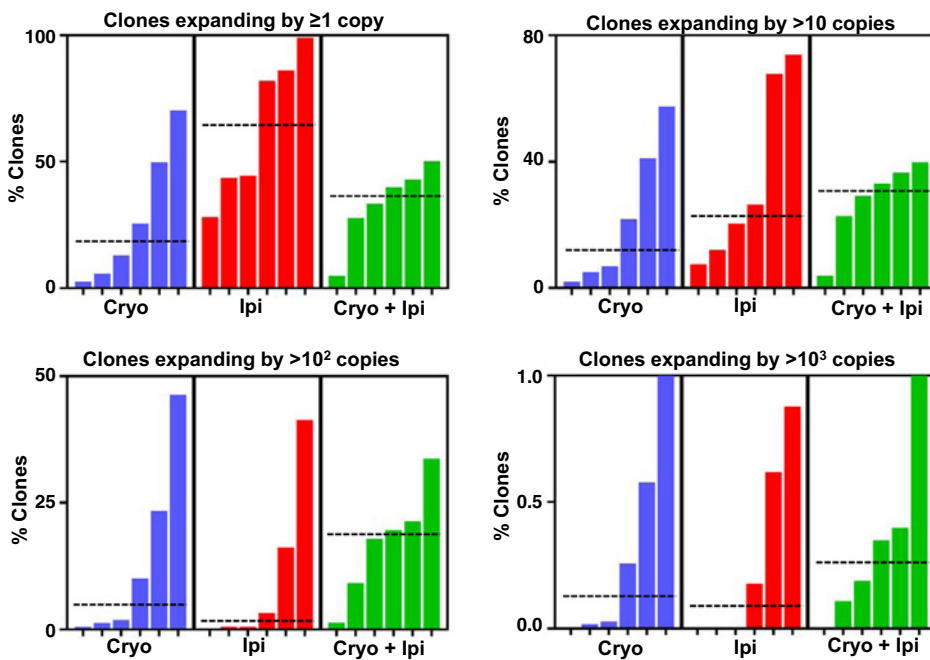 Clones expanding by ≥1 copy
% Clones
100
50
0
Cryo
Ipi
Cryo + Ipi
Clones expanding by >10 copies
% Clones
80
40
0
Cryo
Ipi
Cryo + Ipi
Clones expanding by >10² copies
% Clones
50
25
0
Cryo
Ipi
Cryo + Ipi
Clones expanding by >10³ copies
% Clones
1.0
0.5
0.0
Cryo
Ipi
Cryo + Ipi